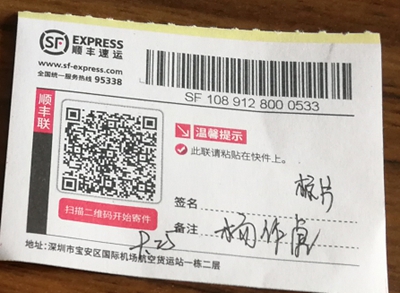 SF EXPRESS
顺丰速运
www.sf-express.com
全国统一服务热线 95338
SF 108 912 800 0533
顺丰联
温馨提示
此联请粘贴在快件上。
扫描二维码开始寄件
签名
备注
地址:深圳市宝安区国际机场航空货运站一栋二层